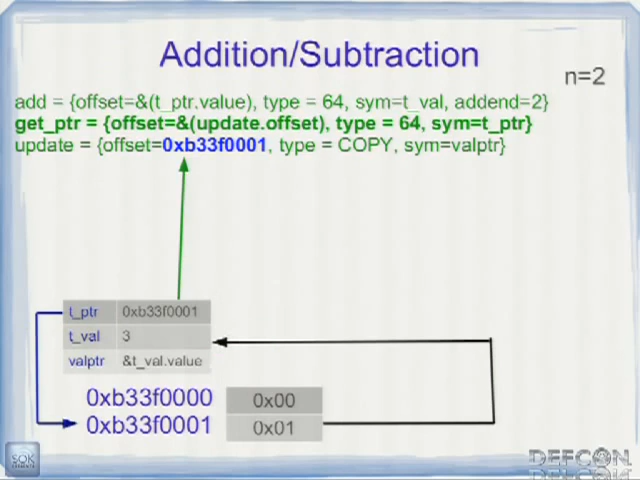 Addition/Subtraction
n=2
add = {offset=&(t_ptr.value), type = 64, sym=t_val, addend=2}
get_ptr = {offset=&(update.offset), type = 64, sym=t_ptr}
update = {offset=0xb33f0001, type = COPY, sym=valptr}
t_ptr 0xb33f0001
t_val 3
valptr &t_val.value
0xb33f0000 0x00
0xb33f0001 0x01
DEFCON